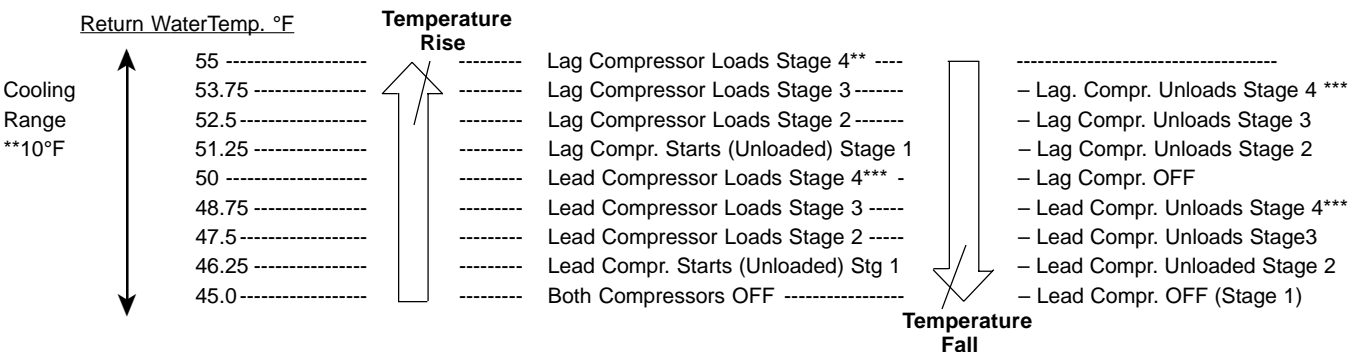 Return WaterTemp. °F Temperature
Rise
55 ------------------ --------- Lag Compressor Loads Stage 4** ---- -------------------------------------
Cooling 53.75 ---------------- --------- Lag Compressor Loads Stage 3 ------- – Lag. Compr. Unloads Stage 4 ***
Range 52.5 ------------------ --------- Lag Compressor Loads Stage 2 ------- – Lag Compr. Unloads Stage 3
**10°F 51.25 ---------------- --------- Lag Compr. Starts (Unloaded) Stage 1 – Lag Compr. Unloads Stage 2
50 -------------------- --------- Lead Compressor Loads Stage 4*** - – Lag Compr. OFF
48.75 ---------------- --------- Lead Compressor Loads Stage 3 ----- – Lead Compr. Unloads Stage 4***
47.5 ------------------ --------- Lead Compressor Loads Stage 2 ----- – Lead Compr. Unloads Stage3
46.25 ---------------- --------- Lead Compr. Starts (Unloaded) Stg 1 – Lead Compr. Unloaded Stage 2
45.0 ------------------ --------- Both Compressors OFF ----------------- – Lead Compr. OFF (Stage 1)
Temperature
Fall